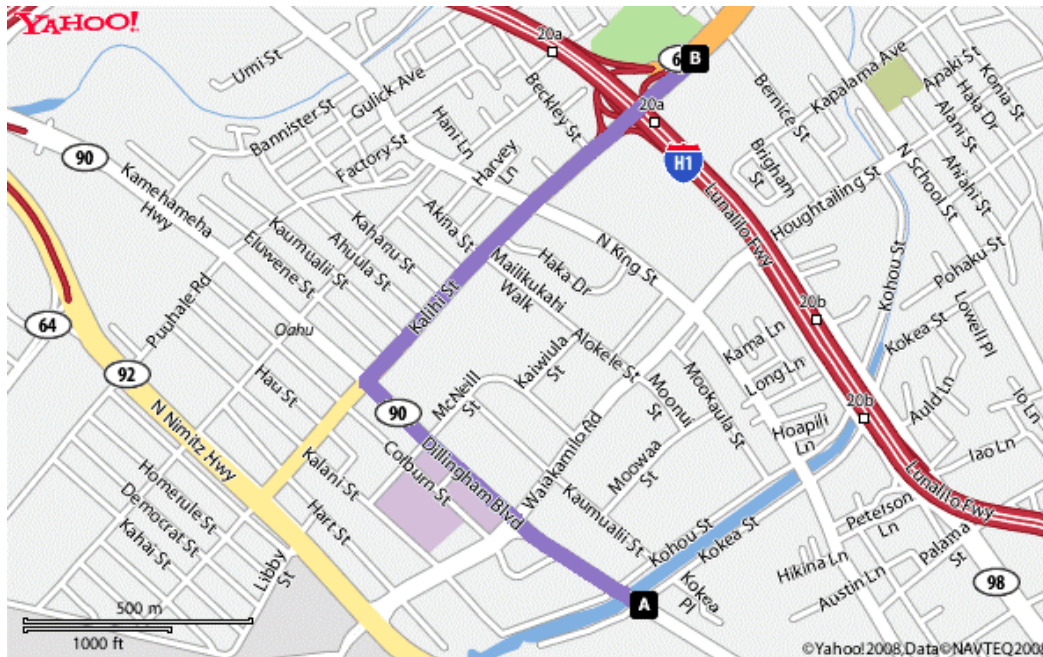 YAHOO!
20a
6
B
Umi St
Gulick Ave
Beckley St
Bernice St
Kapalama Ave
Apaki St
Konia St
Hala Dr
Alani St
Bannister St
Hani Ln
20a
90
Factory St
Harvey Ln
H1
Brigham St
N School St
Aniahi St
Kamehameha Hwy
Houghtailing St
Lunalilo Fwy
Kahanu St
Akina St
N King St
Kohou St
Kaumualii St
Ahuula St
Eluwene St
Mailikukahi Walk
Haka Dr
Pohaku St
Puuhale Rd
Kalihi St
20b
Kokea St
Lowell Pl
64
Oahu
Kama Ln
92
Kaiwiula St
Alokele St
Long Ln
Auld Ln
Jo Ln
Hau St
McNeill St
Moonui St
Mookaula St
20b
90
Hoapili Ln
N Nimitz Hwy
Dillingham Blvd
Waiakamilo Rd
Iao Ln
Kalani St
Colburn St
Moowaa St
Lunalilo Fwy
Homerule St
Hart St
Kaumualii St
Peterson Ln
Democrat St
Kohou St
Kokea St
Palama St
Kahai St
Libby St
Hikina Ln
Kokea Pl
Austin Ln
98
A
500 m
1000 ft
©Yahoo!2008,Data©NAVTEQ2008